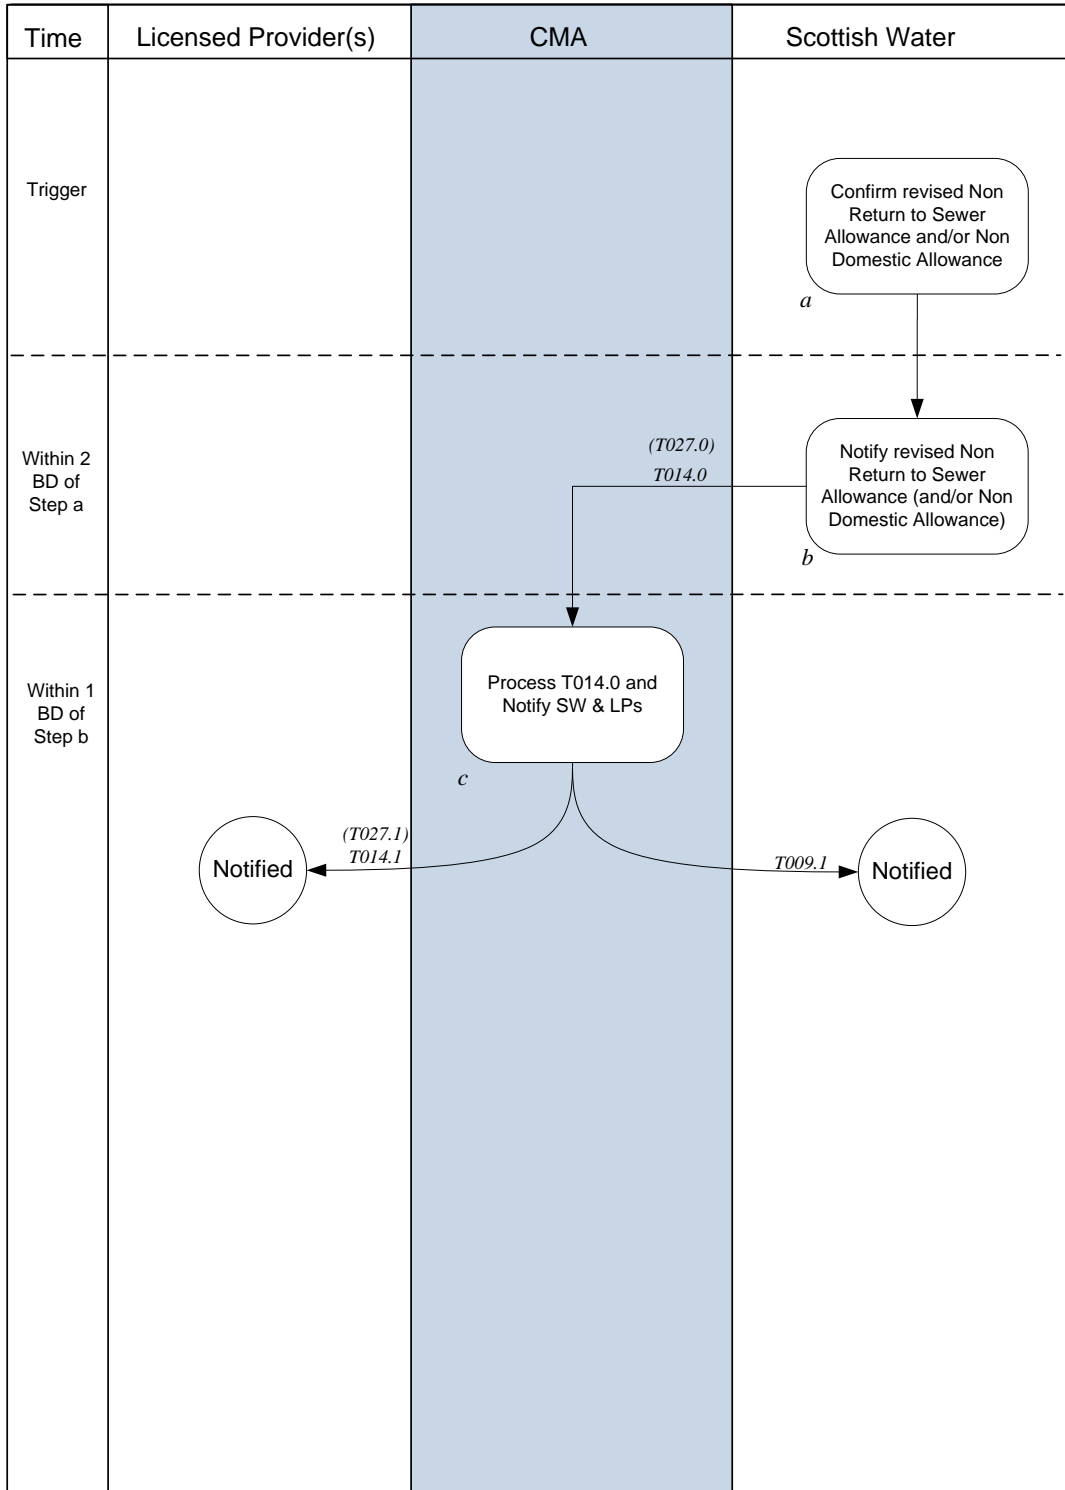 Time
Licensed Provider(s)
CMA
Scottish Water
Trigger
Confirm revised Non
Return to Sewer
Allowance and/or Non
Domestic Allowance
a
Within 2
BD of
Step a
(T027.0)
T014.0
Notify revised Non
Return to Sewer
Allowance (and/or Non
Domestic Allowance)
b
Within 1
BD of
Step b
Process T014.0 and
Notify SW & LPs
c
(T027.1)
T014.1
Notified
T009.1
Notified